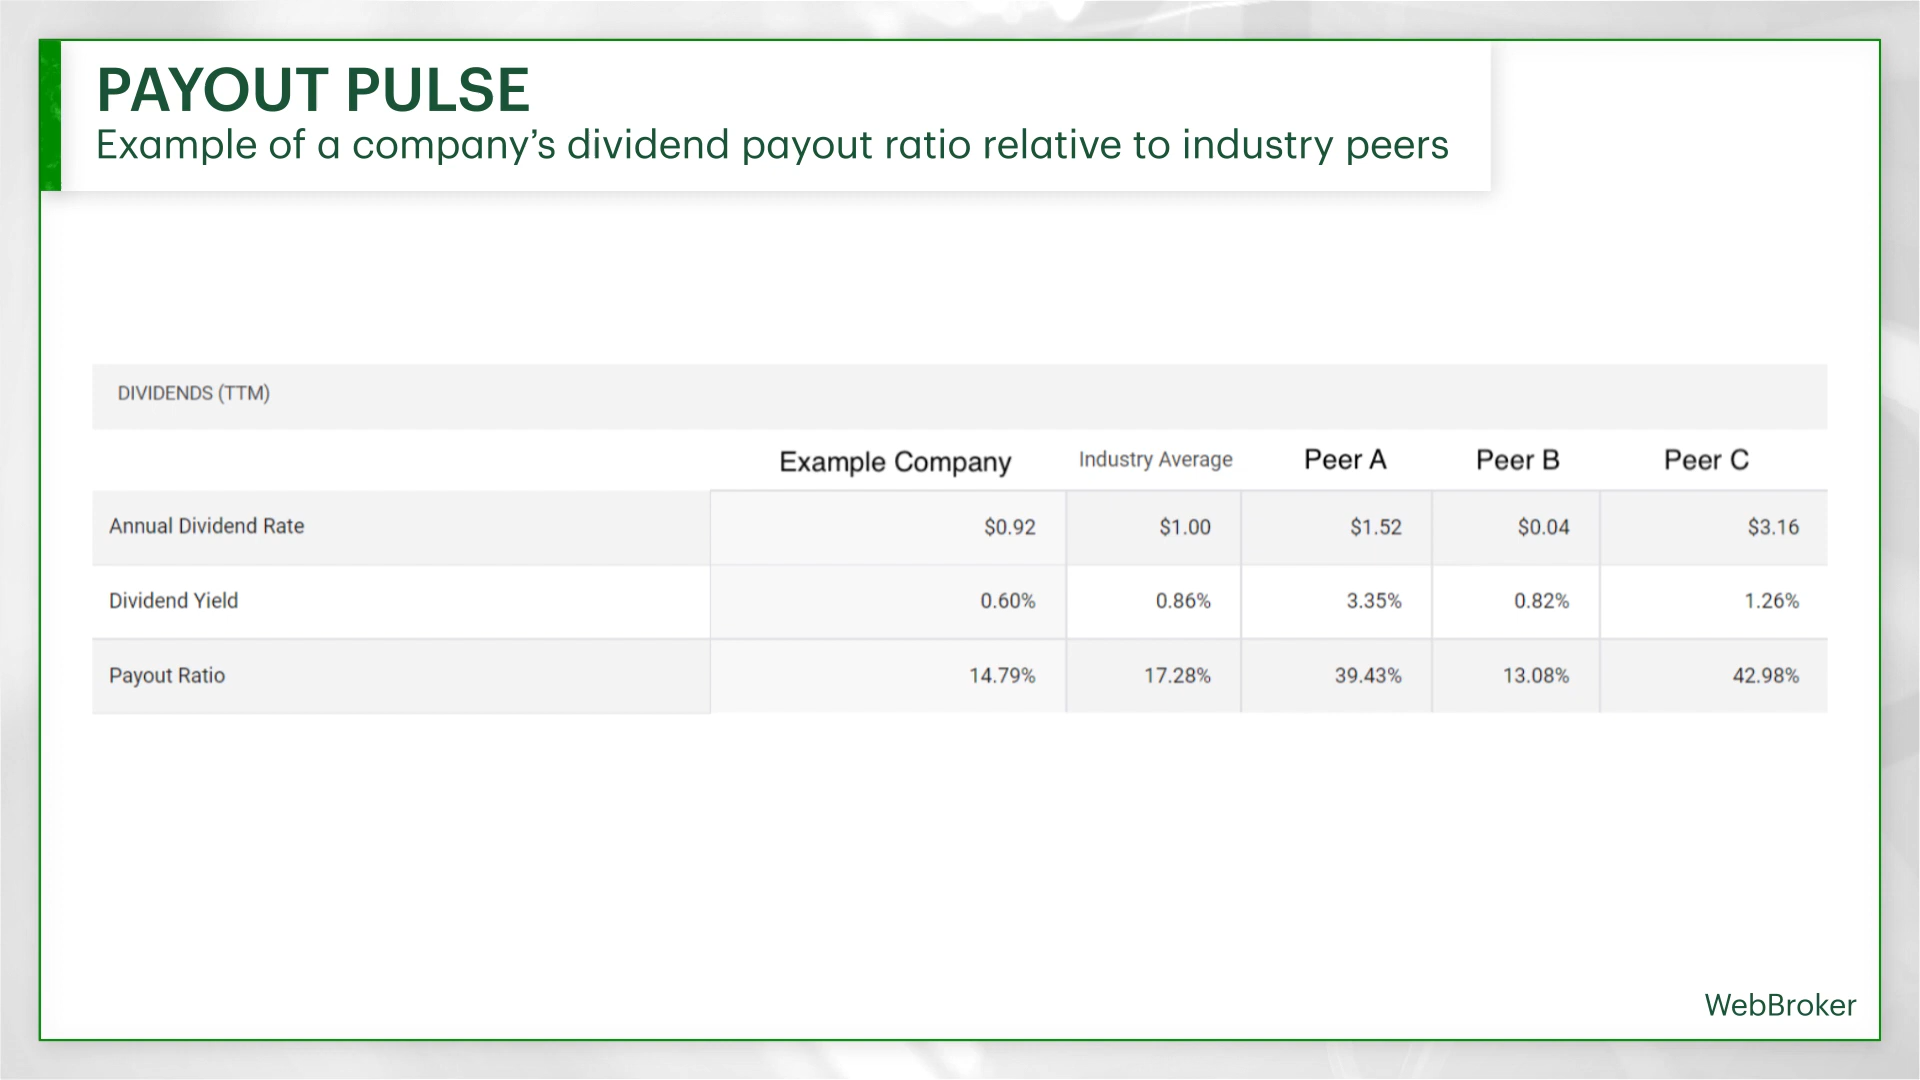 PAYOUT PULSE
Example of a company’s dividend payout ratio relative to industry peers
DIVIDENDS (TTM)
Example Company Industry Average Peer A Peer B Peer C
Annual Dividend Rate $0.92 $1.00 $1.52 $0.04 $3.16
Dividend Yield 0.60% 0.86% 3.35% 0.82% 1.26%
Payout Ratio 14.79% 17.28% 39.43% 13.08% 42.98%
WebBroker